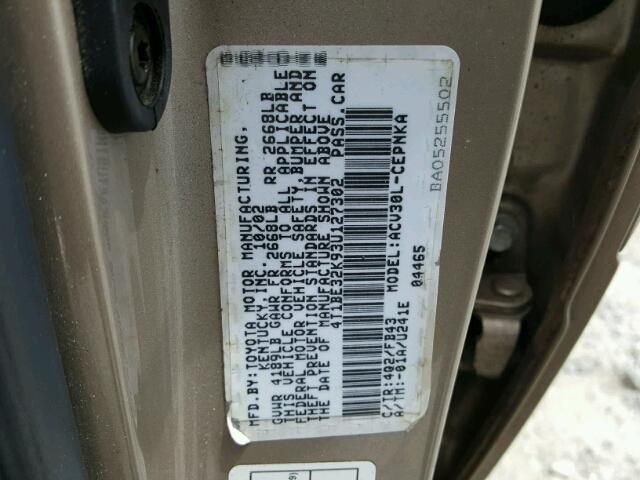 MFD.BY:TOYOTA MOTOR MANUFACTURING,
KENTUCKY, INC. 10/02
GVWR 4189LB GAWR FR 2668LB RR 2668LB
THIS VEHICLE CONFORMS TO ALL APPLICABLE
FEDERAL MOTOR VEHICLE SAFETY, BUMPER AND
THEFT PREVENTION STANDARDS IN EFFECT ON
THE DATE OF MANUFACTURE SHOWN ABOVE
4T1BE32K93U127302 PASS.CAR
C/TR:4Q2/FB43 MODEL:ACV30L-CEPNKA
A/TM:-01A/U241E 04465
BA05255502